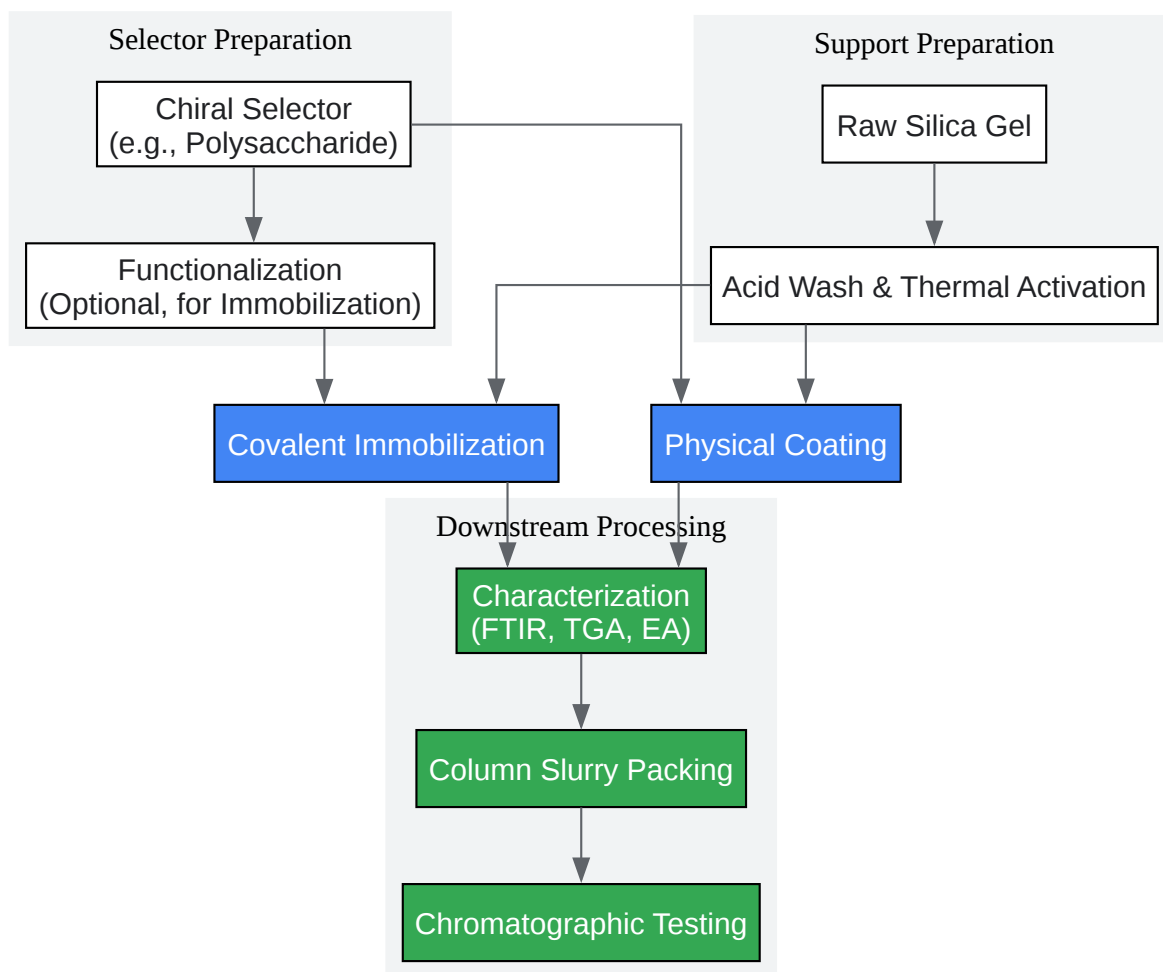 Selector Preparation
Support Preparation
Chiral Selector
(e.g., Polysaccharide)
Raw Silica Gel
Functionalization
(Optional, for Immobilization)
Acid Wash & Thermal Activation
Covalent Immobilization
Physical Coating
Downstream Processing
Characterization
(FTIR, TGA, EA)
Column Slurry Packing
Chromatographic Testing